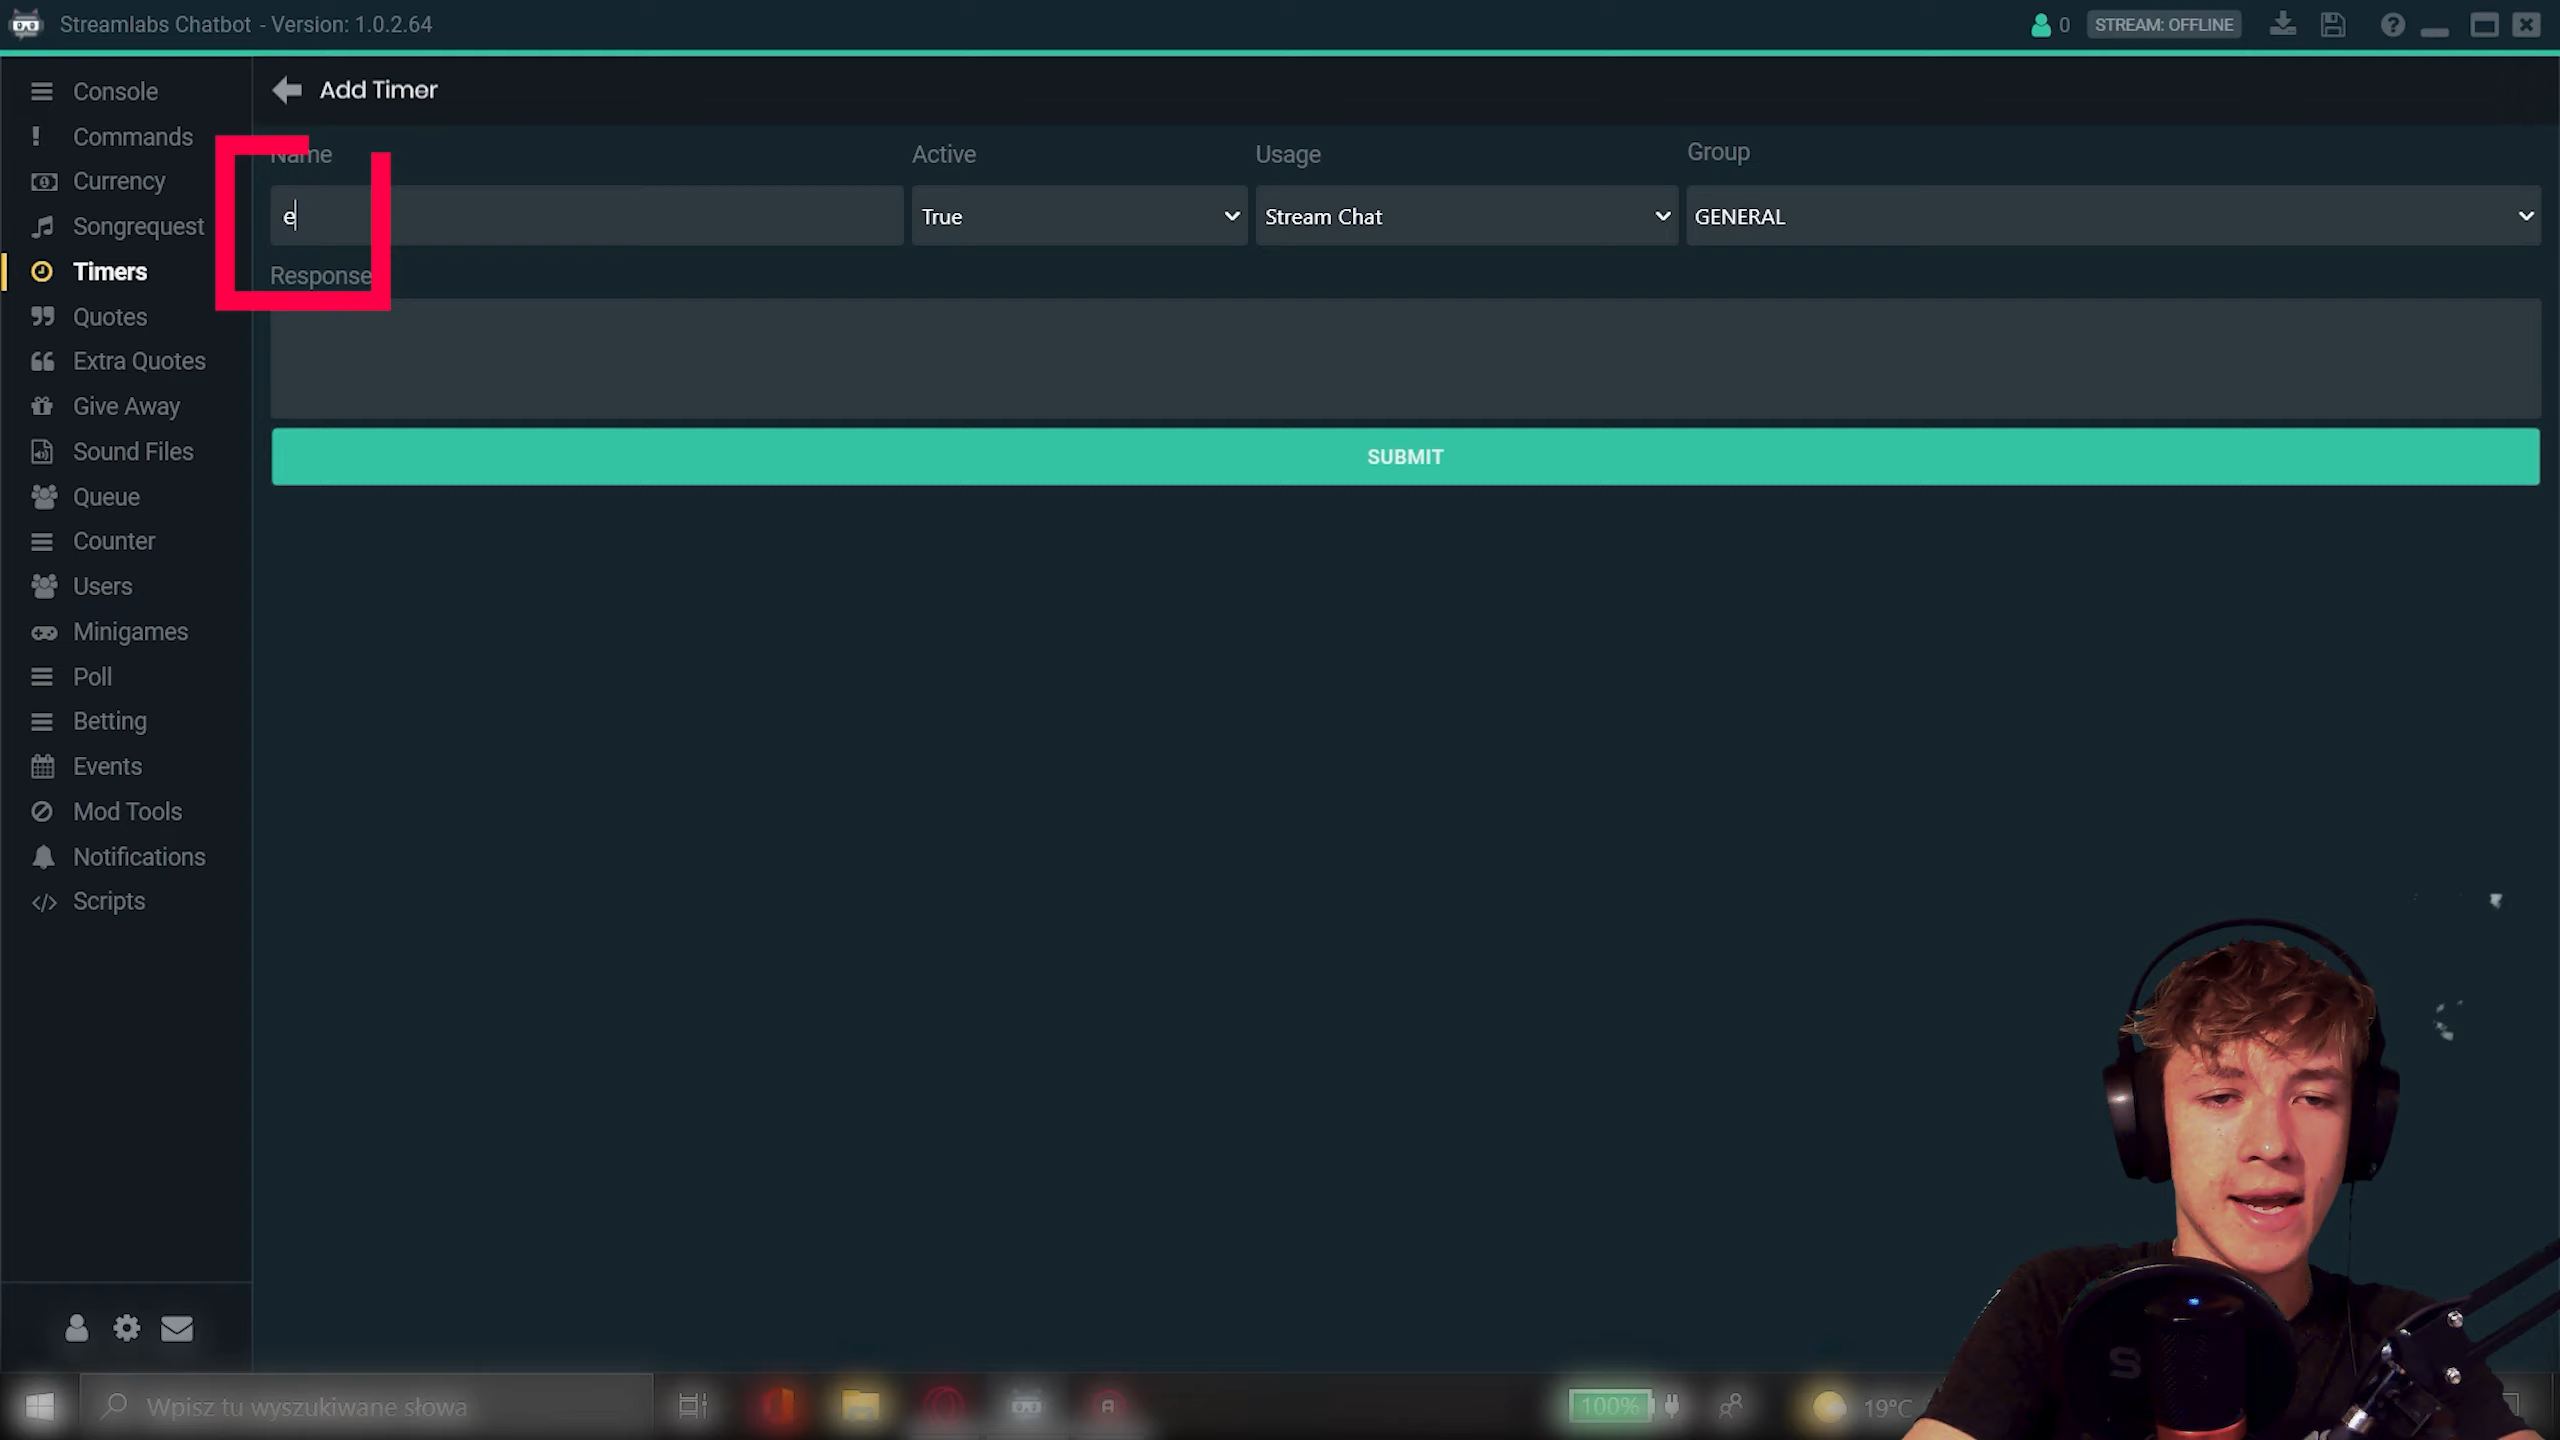 Streamlabs Chatbot - Version: 1.0.2.64
0
STREAM: OFFLINE
Console
Commands
Currency
Songrequest
Timers
Quotes
Extra Quotes
Give Away
Sound Files
Queue
Counter
Users
Minigames
Poll
Betting
Events
Mod Tools
Notifications
Scripts
Add Timer
Name
Active
Usage
Group
e
True
Stream Chat
GENERAL
Response
SUBMIT
Wpisz tu wyszukiwane słowa
100%
19°C